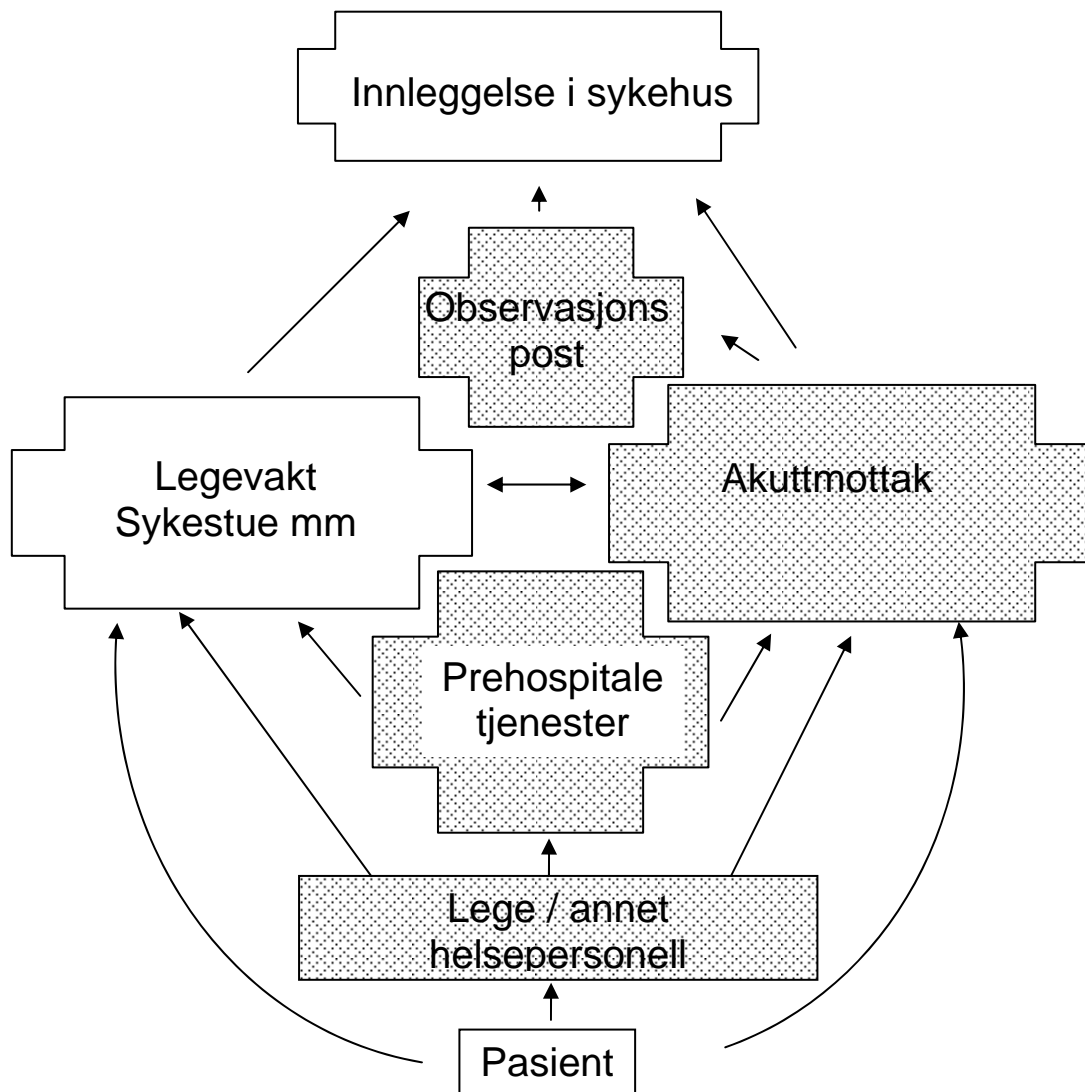 Innleggelse i sykehus
Observasjons
post
Legevakt
Sykestue mm
Akuttmottak
Prehospitale
tjenester
Lege / annet
helsepersonell
Pasient